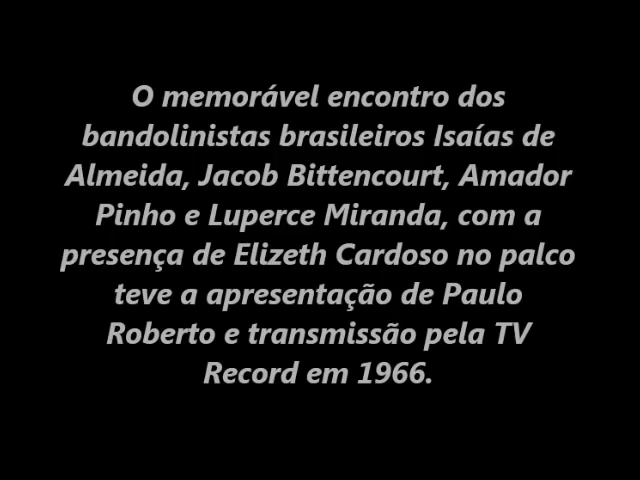 O memorável encontro dos
bandolinistas brasileiros Isaías de
Almeida, Jacob Bittencourt, Amador
Pinho e Luperce Miranda, com a
presença de Elizeth Cardoso no palco
teve a apresentação de Paulo
Roberto e transmissão pela TV
Record em 1966.